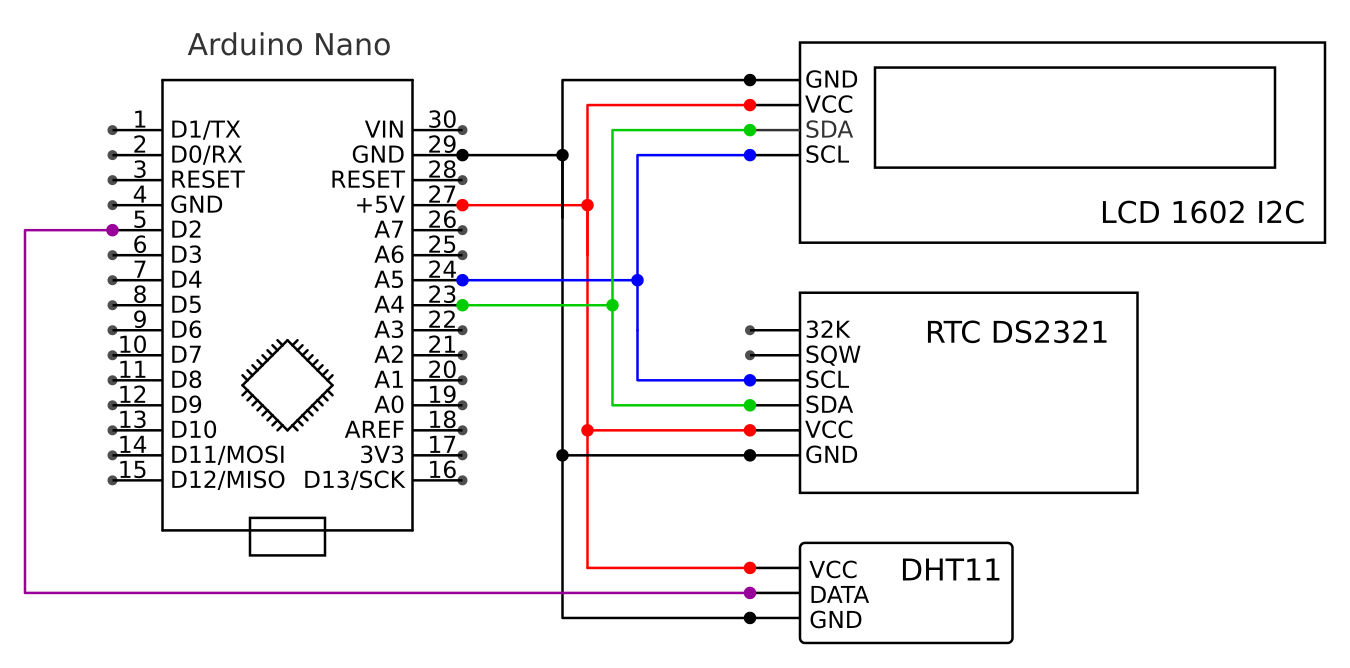 Arduino Nano
1 D1/TX
2 D0/RX
3 RESET
4 GND
5 D2
6 D3
7 D4
8 D5
9 D6
10 D7
11 D8
12 D9
13 D10
14 D11/MOSI
15 D12/MISO
VIN 30
GND 29
RESET 28
+5V 27
A7 26
A6 25
A5 24
A4 23
A3 22
A2 21
A1 20
A0 19
AREF 18
3V3 17
D13/SCK 16
GND
VCC
SDA
SCL
LCD 1602 I2C
RTC DS2321
32K
SQW
SCL
SDA
VCC
GND
DHT11
VCC
DATA
GND